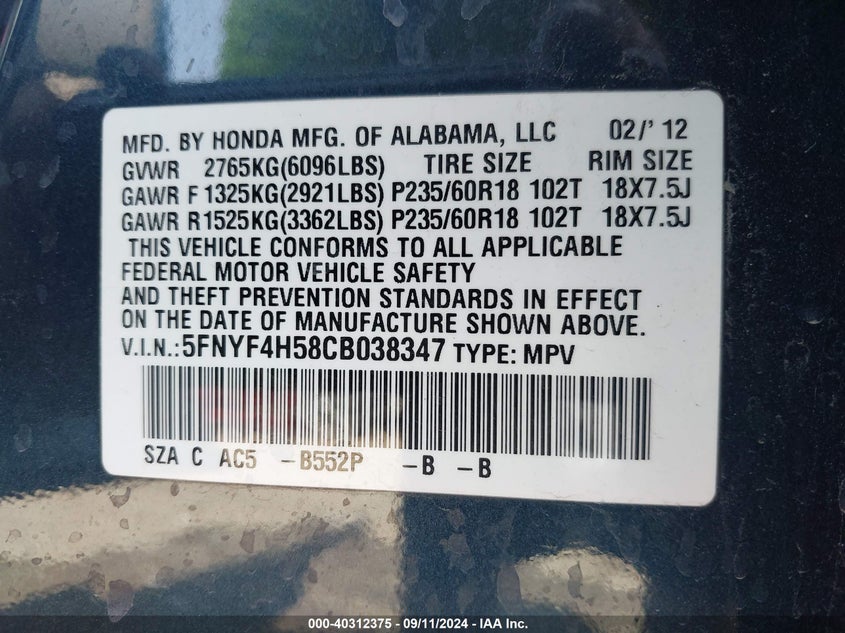 MFD. BY HONDA MFG. OF ALABAMA, LLC 02/' 12
GVWR 2765KG(6096LBS) TIRE SIZE RIM SIZE
GAWR F 1325KG(2921LBS) P235/60R18 102T 18X7.5J
GAWR R1525KG(3362LBS) P235/60R18 102T 18X7.5J
THIS VEHICLE CONFORMS TO ALL APPLICABLE
FEDERAL MOTOR VEHICLE SAFETY
AND THEFT PREVENTION STANDARDS IN EFFECT
ON THE DATE OF MANUFACTURE SHOWN ABOVE.
V.I.N.:5FNYF4H58CB038347 TYPE: MPV
SZA C AC5 -B552P -B -B
000-40312375 - 09/11/2024 - IAA Inc.